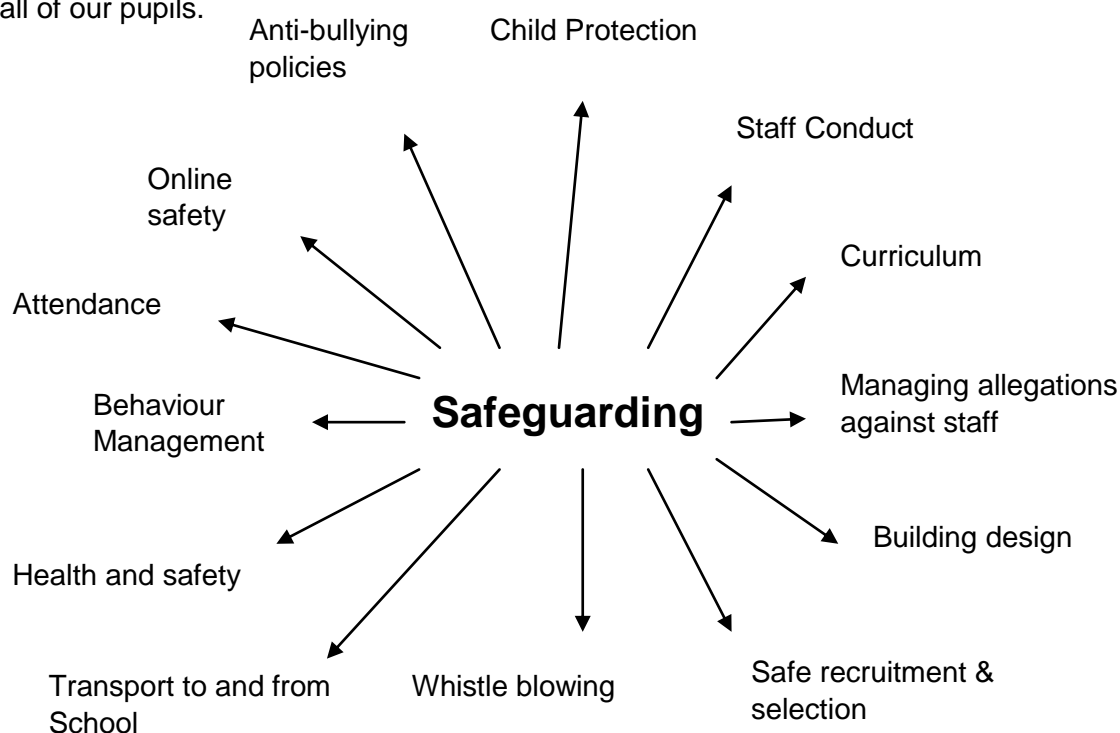 all of our pupils.
Anti-bullying
policies
Child Protection
Staff Conduct
Online
safety
Curriculum
Attendance
Behaviour
Management
Safeguarding
Managing allegations
against staff
Building design
Health and safety
Transport to and from
School
Whistle blowing
Safe recruitment &
selection